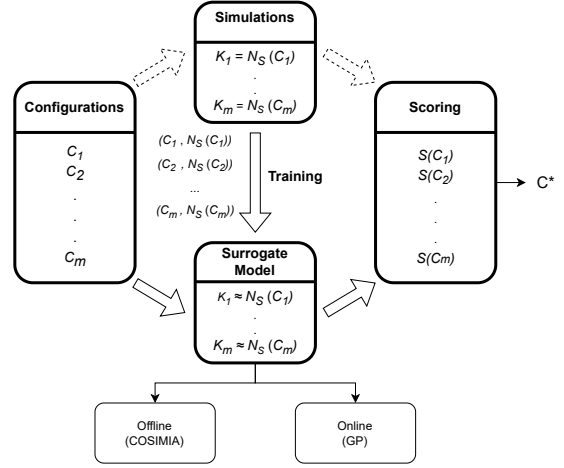 Simulations
K1 = NS (C1)
.
.
Km = NS (Cm)
Configurations
C1
C2
.
.
.
Cm
(C1 , NS (C1))
(C2 , NS (C2))
...
(Cm , NS (Cm))
Training
Scoring
S(C1)
S(C2)
.
.
.
S(Cm)
C*
Surrogate
Model
K1 ≈ NS (C1)
.
.
Km ≈ NS (Cm)
Offline
(COSIMIA)
Online
(GP)